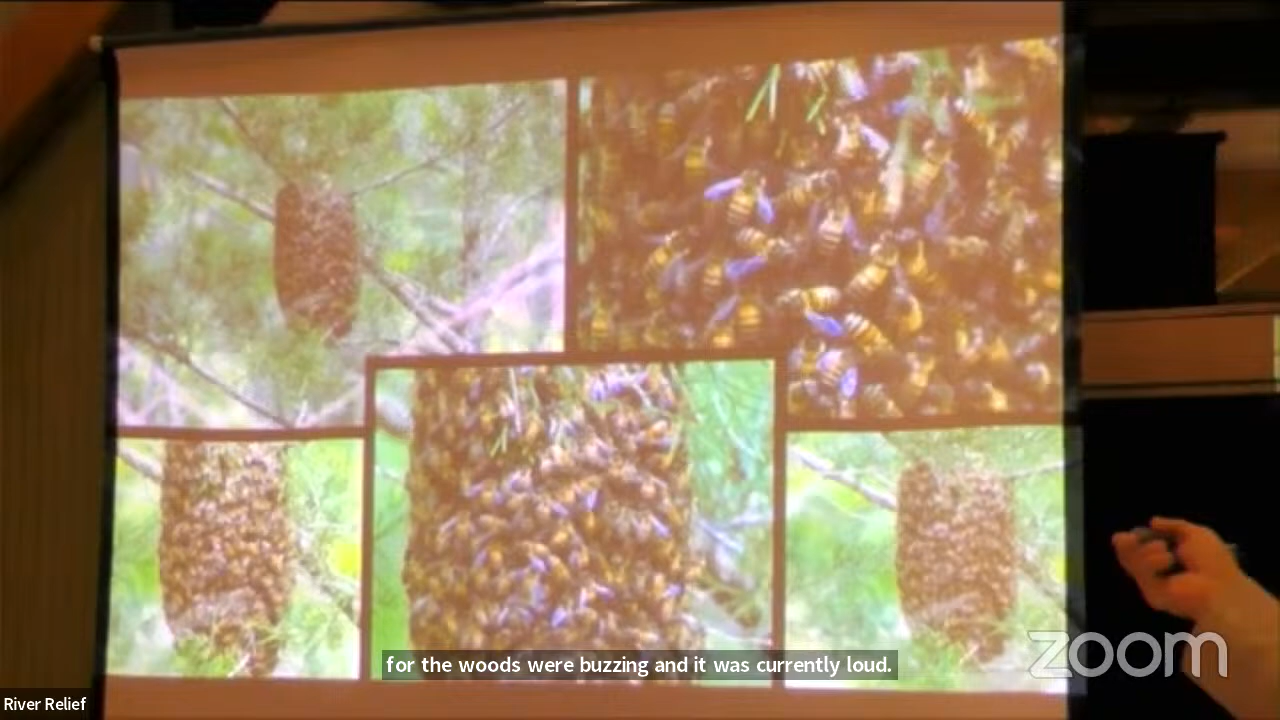 for the woods were buzzing and it was currently loud.
zoom
River Relief